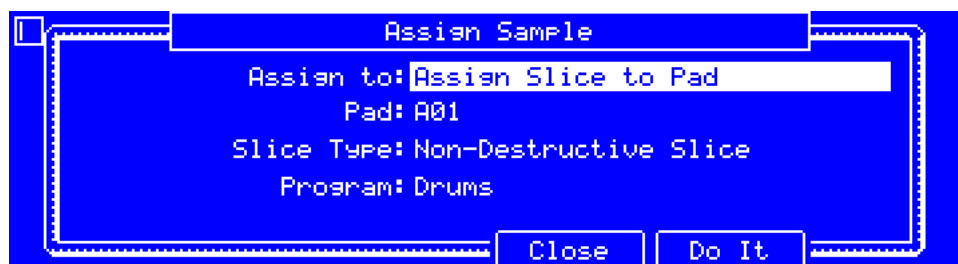 Assign Sample
Assign to: Assign Slice to Pad
Pad: A01
Slice Type: Non-Destructive Slice
Program: Drums
Close Do It